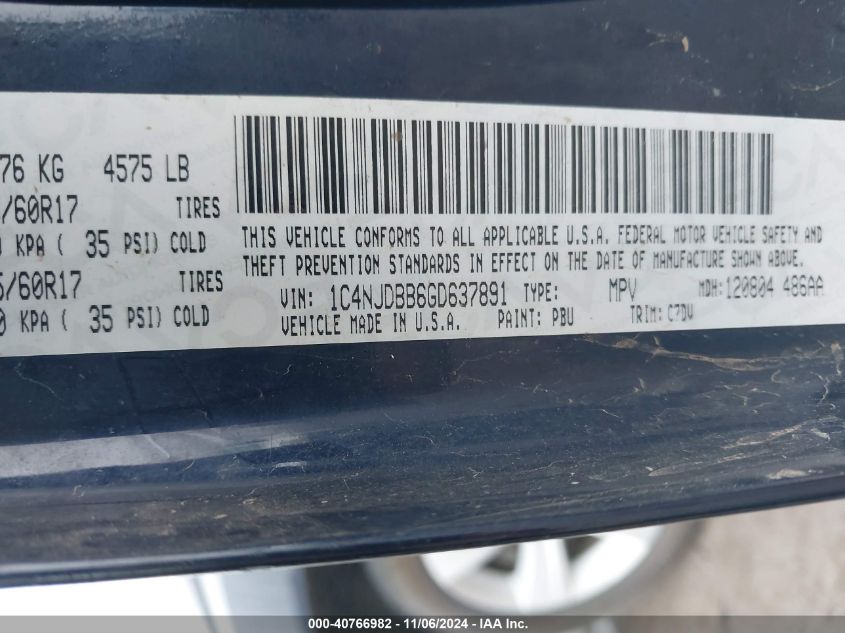 76 KG 4575 LB
/60R17 TIRES
KPA ( 35 PSI) COLD
5/60R17 TIRES
0 KPA ( 35 PSI) COLD
THIS VEHICLE CONFORMS TO ALL APPLICABLE U.S.A. FEDERAL MOTOR VEHICLE SAFETY AND
THEFT PREVENTION STANDARDS IN EFFECT ON THE DATE OF MANUFACTURE SHOWN ABOVE.
VIN: 1C4NJDBB6GD637891 TYPE: MPV MDH: 120804 486AA
VEHICLE MADE IN U.S.A. PAINT: PBU TRIM: C7DV
000-40766982 - 11/06/2024 - IAA Inc.